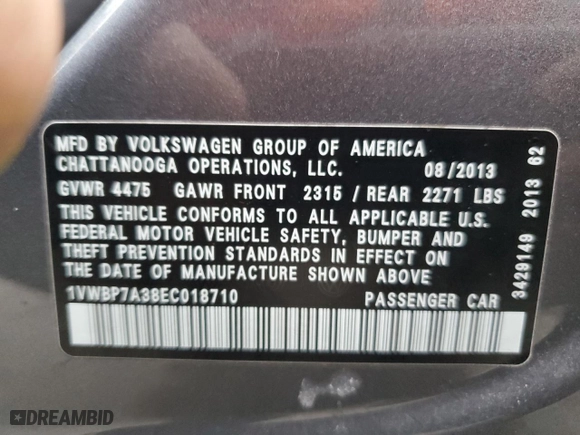 MFD BY VOLKSWAGEN GROUP OF AMERICA
CHATTANOOGA OPERATIONS, LLC. 08/2013
GVWR 4475 GAWR FRONT 2315 / REAR 2271 LBS
THIS VEHICLE CONFORMS TO ALL APPLICABLE U.S.
FEDERAL MOTOR VEHICLE SAFETY, BUMPER AND
THEFT PREVENTION STANDARDS IN EFFECT ON
THE DATE OF MANUFACTURE SHOWN ABOVE
1VWBP7A38EC018710 PASSENGER CAR
3429149 2013 62
DREAMBID